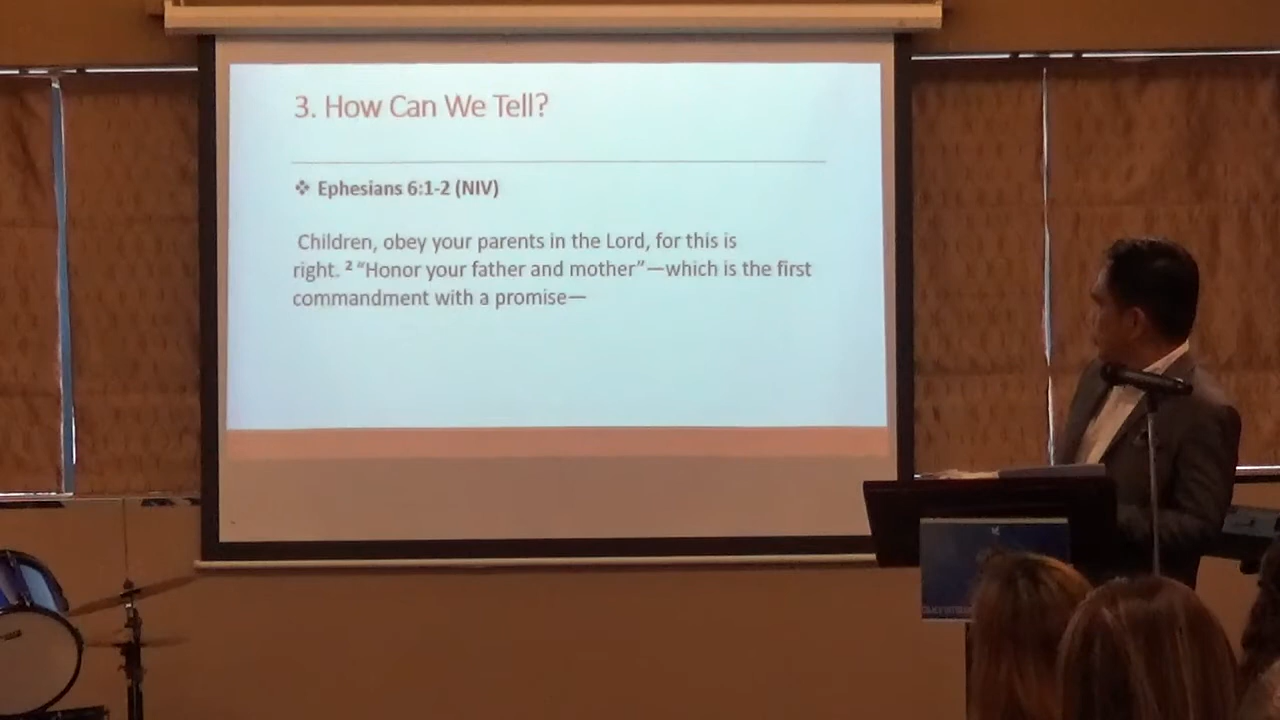 3. How Can We Tell?
❖ Ephesians 6:1-2 (NIV)
Children, obey your parents in the Lord, for this is
right. ² “Honor your father and mother”—which is the first
commandment with a promise—